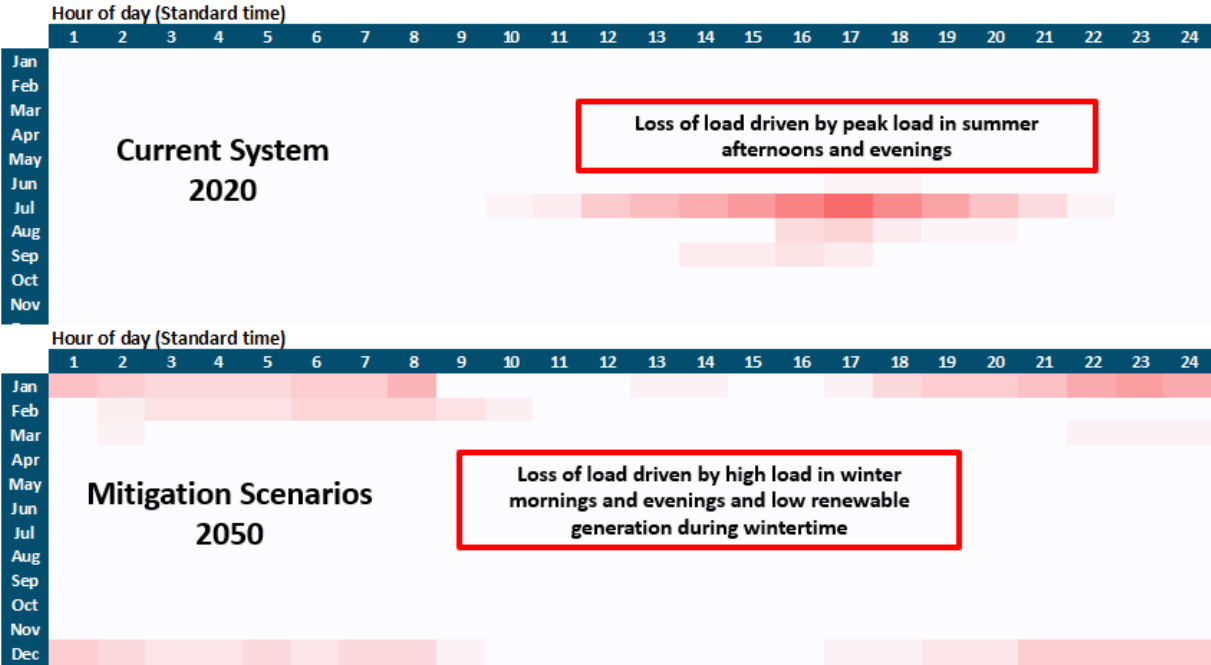 Hour of day (Standard time)
1 2 3 4 5 6 7 8 9 10 11 12 13 14 15 16 17 18 19 20 21 22 23 24
Jan
Feb
Mar
Apr
May
Jun
Jul
Aug
Sep
Oct
Nov
Current System
2020
Loss of load driven by peak load in summer
afternoons and evenings
Hour of day (Standard time)
1 2 3 4 5 6 7 8 9 10 11 12 13 14 15 16 17 18 19 20 21 22 23 24
Jan
Feb
Mar
Apr
May
Jun
Jul
Aug
Sep
Oct
Nov
Dec
Mitigation Scenarios
2050
Loss of load driven by high load in winter
mornings and evenings and low renewable
generation during wintertime